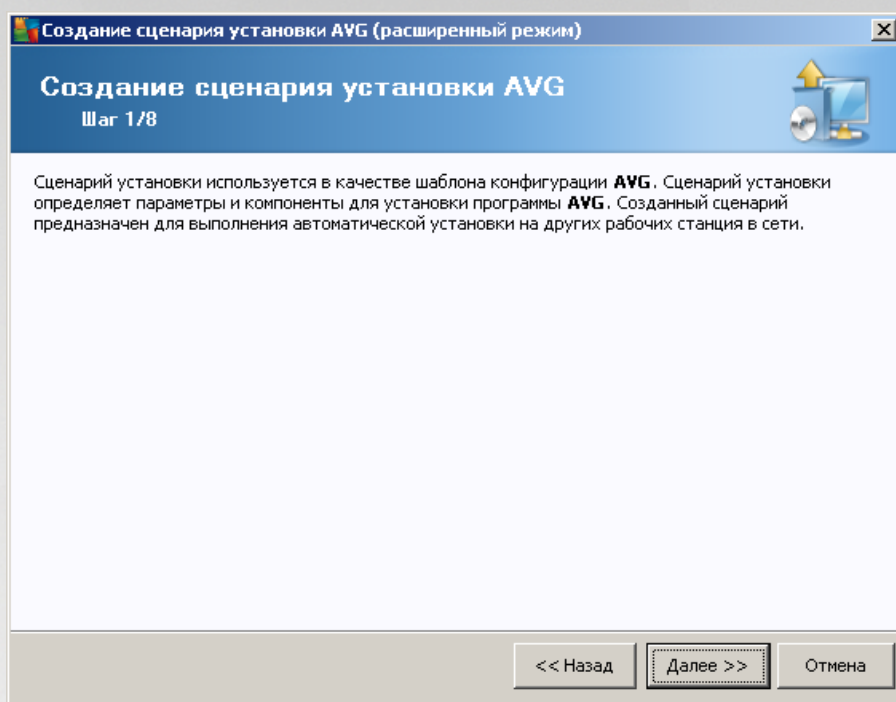 Создание сценария установки AVG (расширенный режим)
Создание сценария установки AVG
Шаг 1/8
Сценарий установки используется в качестве шаблона конфигурации AVG. Сценарий установки
определяет параметры и компоненты для установки программы AVG. Созданный сценарий
предназначен для выполнения автоматической установки на других рабочих станция в сети.
<< Назад
Далее >>
Отмена